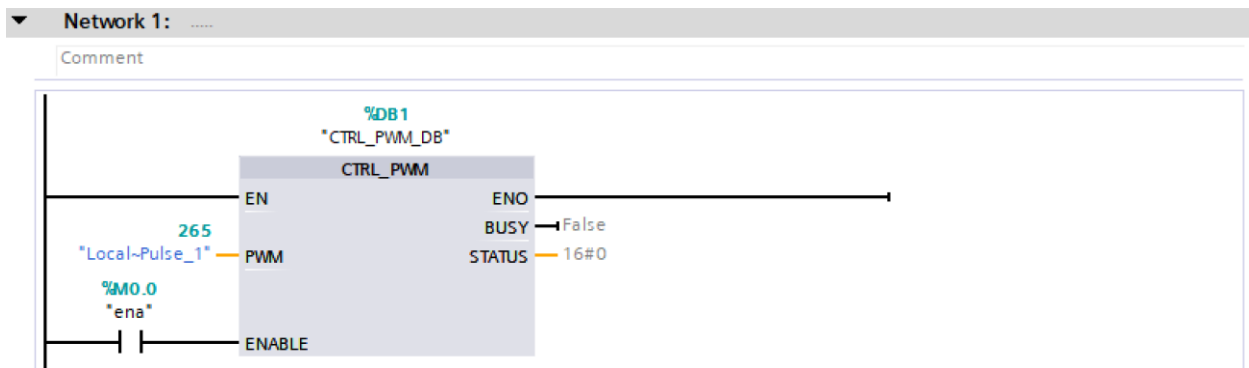 Network 1: .....
Comment
%DB1
"CTRL_PWM_DB"
CTRL_PWM
EN ENO
BUSY False
265
"Local~Pulse_1" PWM STATUS 16#0
%M0.0
"ena"
ENABLE